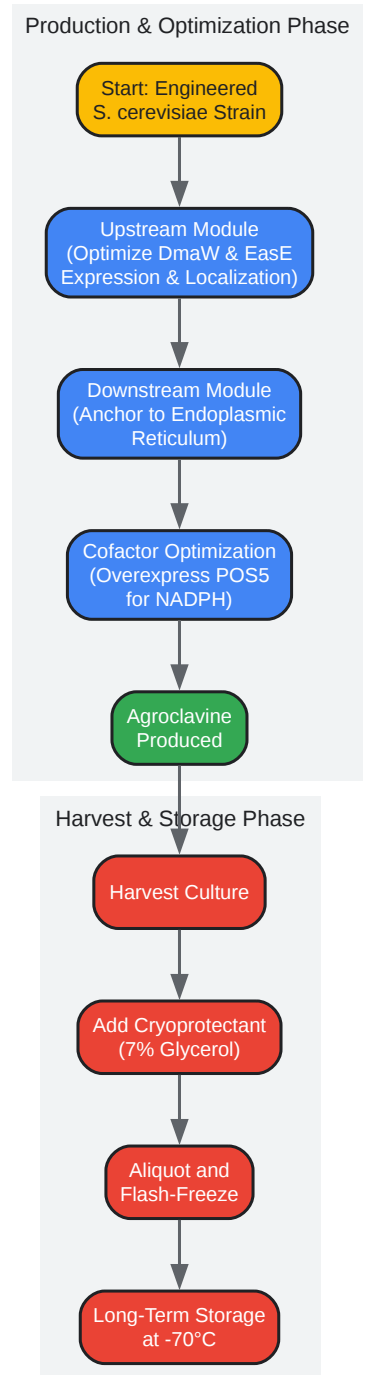 Production & Optimization Phase
Start: Engineered
S. cerevisiae Strain
Upstream Module
(Optimize DmaW & EasE
Expression & Localization)
Downstream Module
(Anchor to Endoplasmic
Reticulum)
Cofactor Optimization
(Overexpress POS5
for NADPH)
Agroclavine
Produced
Harvest & Storage Phase
Harvest Culture
Add Cryoprotectant
(7% Glycerol)
Aliquot and
Flash-Freeze
Long-Term Storage
at -70°C